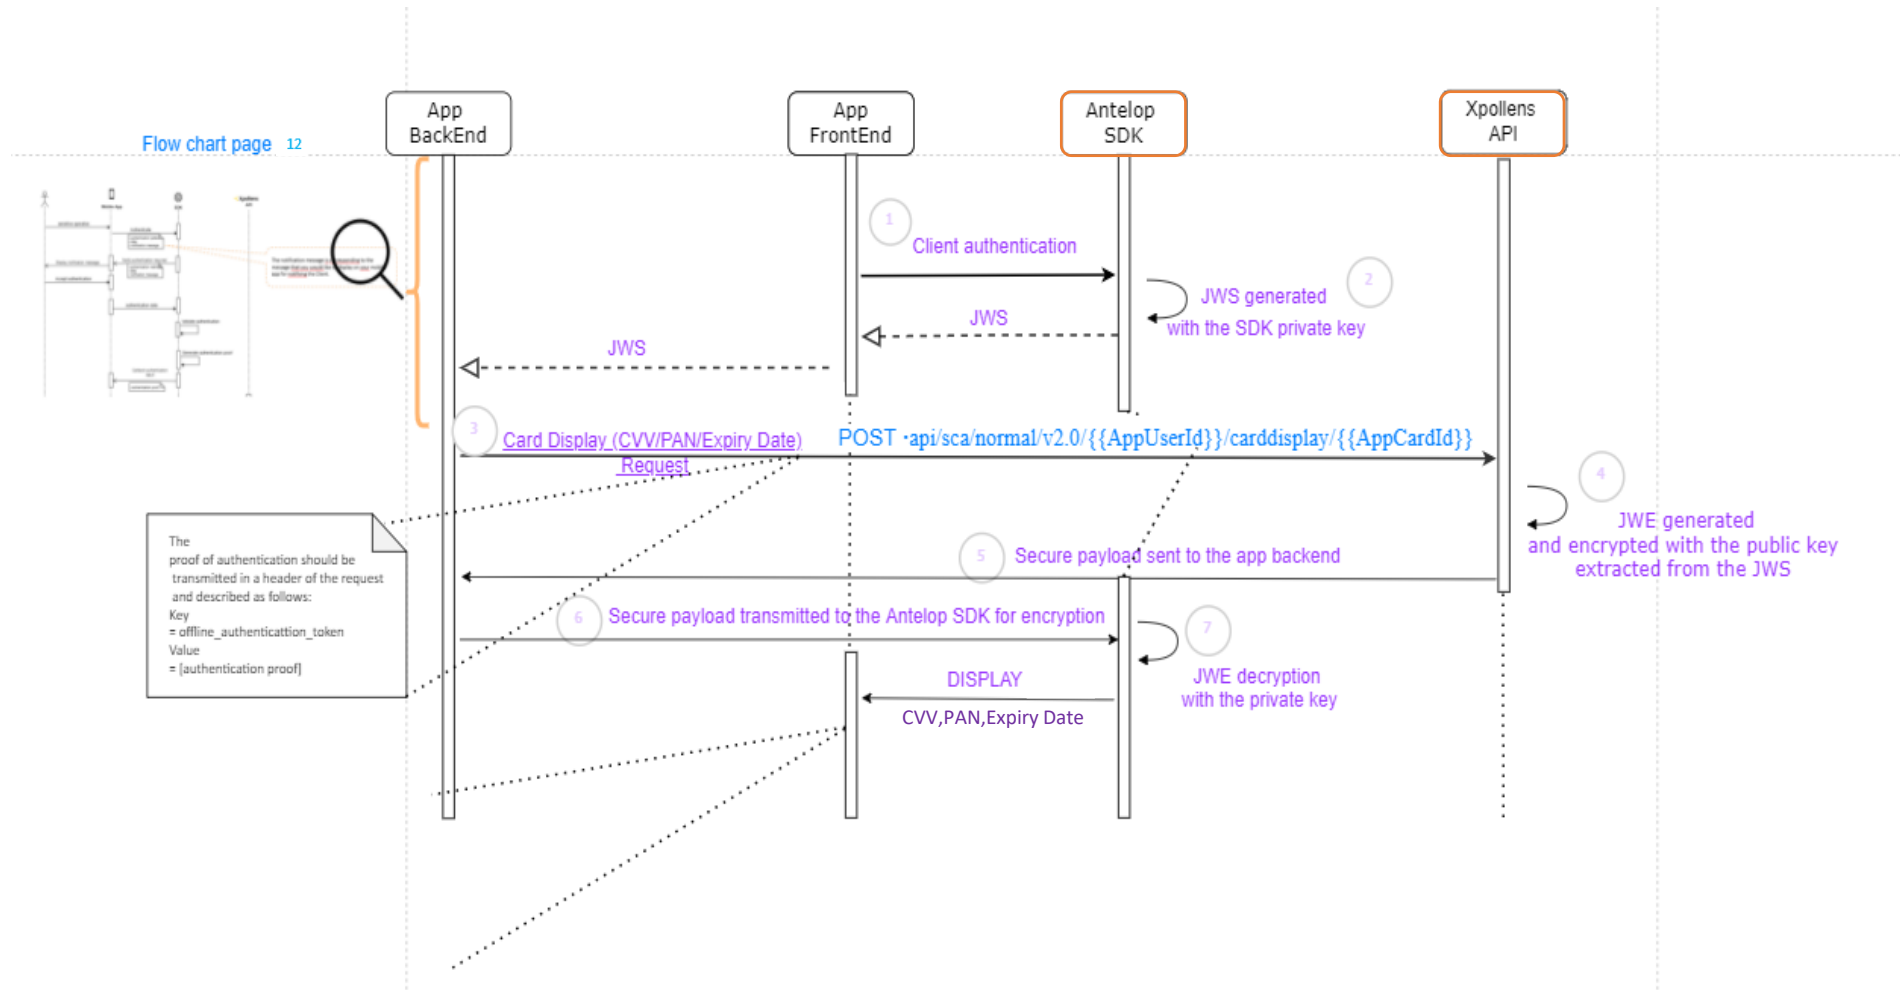 App
BackEnd
App
FrontEnd
Antelop
SDK
Xpollens
API
Flow chart page 12
1
Client authentication
2
JWS generated
with the SDK private key
JWS
JWS
3
Card Display (CVV/PAN/Expiry Date)
Request
POST ·api/sca/normal/v2.0/{{AppUserId}}/carddisplay/{{AppCardId}}
4
JWE generated
and encrypted with the public key
extracted from the JWS
The
proof of authentication should be
transmitted in a header of the request
and described as follows:
Key
= offline_authenticattion_token
Value
= [authentication proof]
5
Secure payload sent to the app backend
6
Secure payload transmitted to the Antelop SDK for encryption
7
JWE decryption
with the private key
DISPLAY
CVV,PAN,Expiry Date